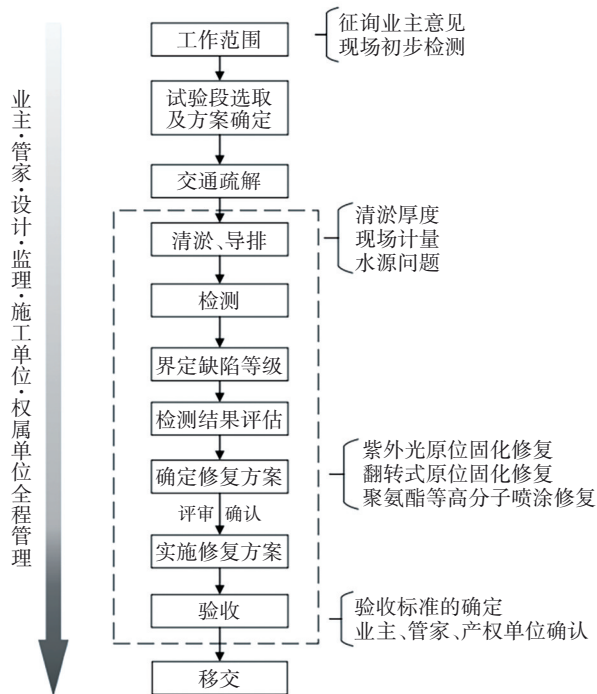 工作范围
征询业主意见
现场初步检测
试验段选取
及方案确定
交通疏解
清淤、导排
清淤厚度
现场计量
水源问题
检测
界定缺陷等级
检测结果评估
确定修复方案
紫外光原位固化修复
翻转式原位固化修复
聚氨酯等高分子喷涂修复
评审 确认
实施修复方案
验收
验收标准的确定
业主、管家、产权单位确认
移交
业主·管家·设计·监理·施工单位·权属单位全程管理